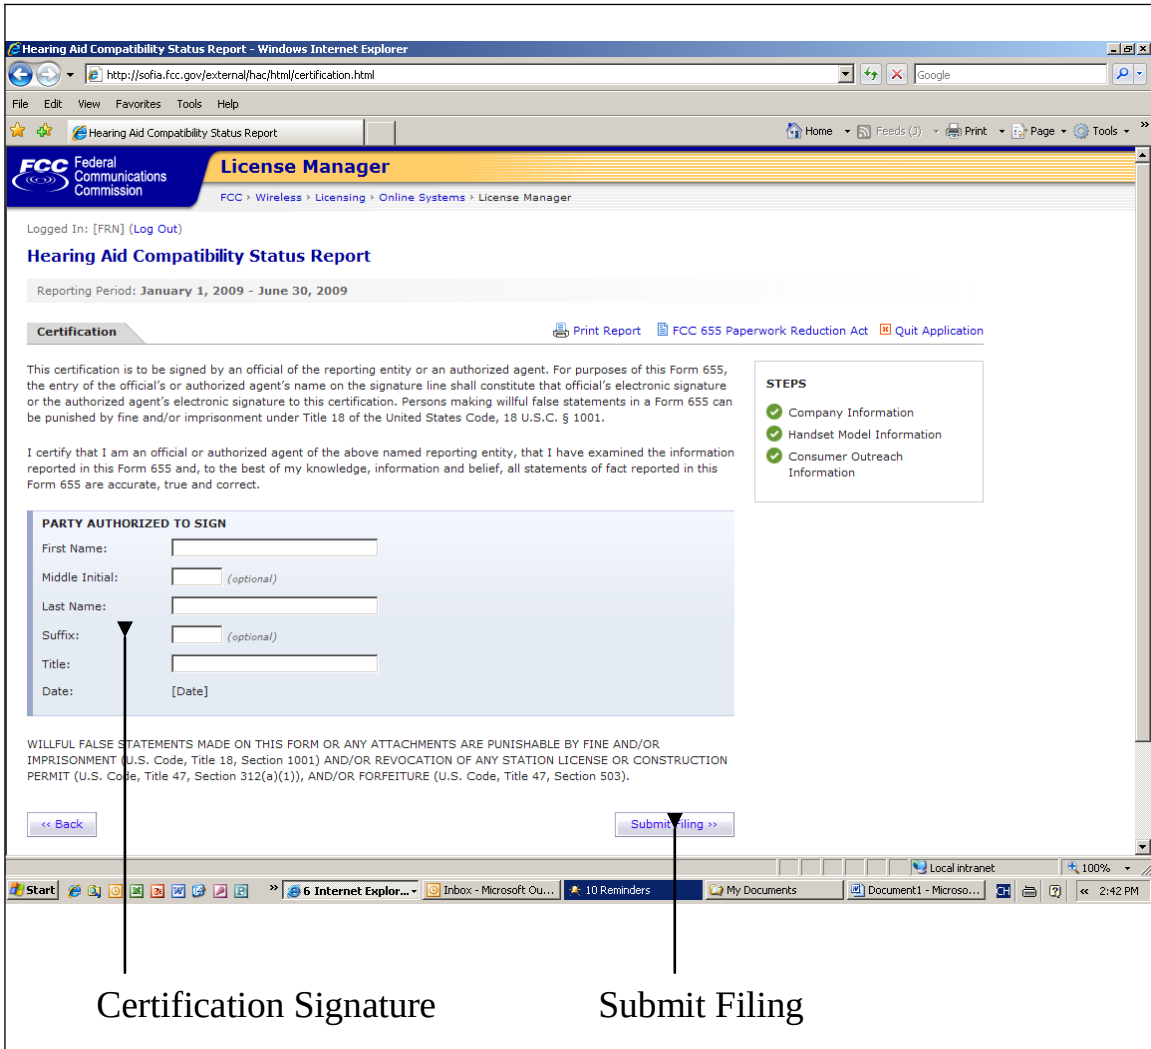 Hearing Aid Compatibility Status Report - Windows Internet Explorer
http://sofia.fcc.gov/external/hac/html/certification.html
Google
File Edit View Favorites Tools Help
Hearing Aid Compatibility Status Report
Home Feeds (J) Print Page Tools »
FCC Federal Communications Commission
License Manager
FCC > Wireless > Licensing > Online Systems > License Manager
Logged In: [FRN] (Log Out)
Hearing Aid Compatibility Status Report
Reporting Period: January 1, 2009 - June 30, 2009
Certification
Print Report FCC 655 Paperwork Reduction Act Quit Application
This certification is to be signed by an official of the reporting entity or an authorized agent. For purposes of this Form 655,
the entry of the official's or authorized agent's name on the signature line shall constitute that official's electronic signature
or the authorized agent's electronic signature to this certification. Persons making willful false statements in a Form 655 can
be punished by fine and/or imprisonment under Title 18 of the United States Code, 18 U.S.C. § 1001.
I certify that I am an official or authorized agent of the above named reporting entity, that I have examined the information
reported in this Form 655 and, to the best of my knowledge, information and belief, all statements of fact reported in this
Form 655 are accurate, true and correct.
STEPS
Company Information
Handset Model Information
Consumer Outreach
Information
PARTY AUTHORIZED TO SIGN
First Name:
Middle Initial: (optional)
Last Name:
Suffix: (optional)
Title:
Date: [Date]
WILLFUL FALSE STATEMENTS MADE ON THIS FORM OR ANY ATTACHMENTS ARE PUNISHABLE BY FINE AND/OR
IMPRISONMENT (U.S. Code, Title 18, Section 1001) AND/OR REVOCATION OF ANY STATION LICENSE OR CONSTRUCTION
PERMIT (U.S. Code, Title 47, Section 312(a)(1)), AND/OR FORFEITURE (U.S. Code, Title 47, Section 503).
<< Back
Submit Filing >>
Local intranet 100%
Start » 6 Internet Explor... Inbox - Microsoft Ou... 10 Reminders My Documents Document1 - Microso... CH « 2:42 PM
Certification Signature
Submit Filing